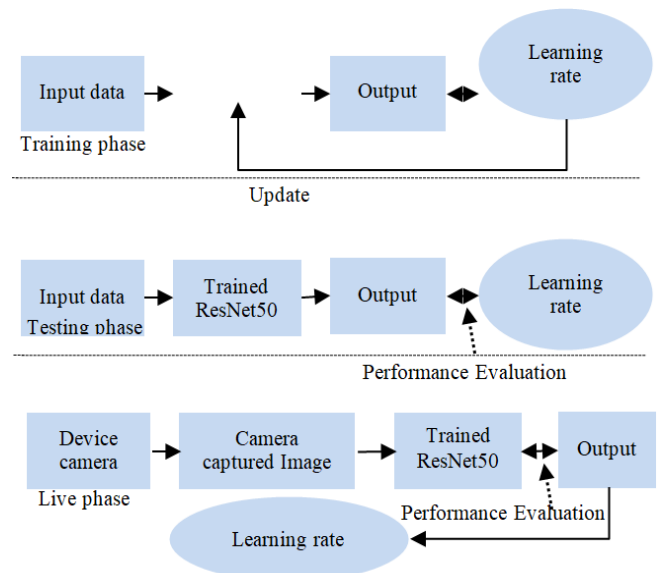 Learning
rate
Input data
Output
Training phase
Update
Input data
Trained
ResNet50
Output
Learning
rate
Testing phase
Performance Evaluation
Device
camera
Camera
captured Image
Trained
ResNet50
Output
Live phase
Performance Evaluation
Learning rate